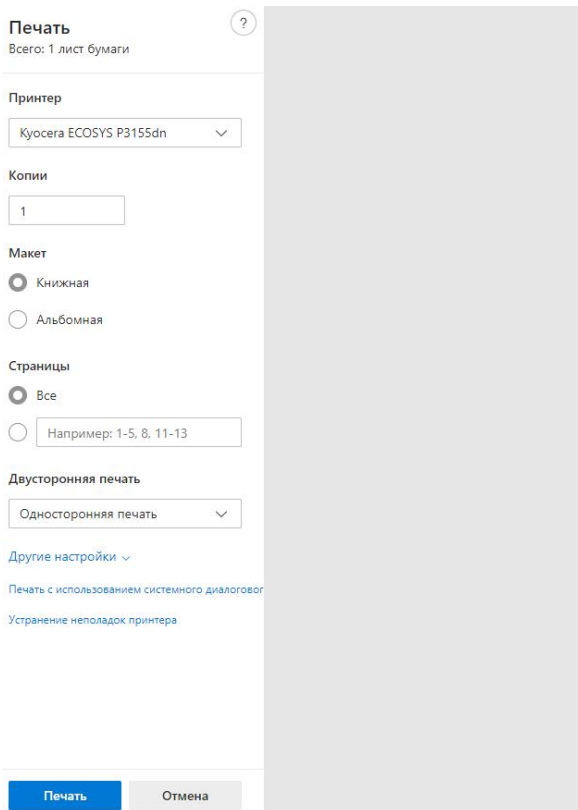 Печать
?
Всего: 1 лист бумаги
Принтер
Kyocera ECOSYS P3155dn
Копии
1
Макет
Книжная
Альбомная
Страницы
Все
Например: 1-5, 8, 11-13
Двусторонняя печать
Односторонняя печать
Другие настройки
Печать с использованием системного диалоговог
Устранение неполадок принтера
Печать
Отмена